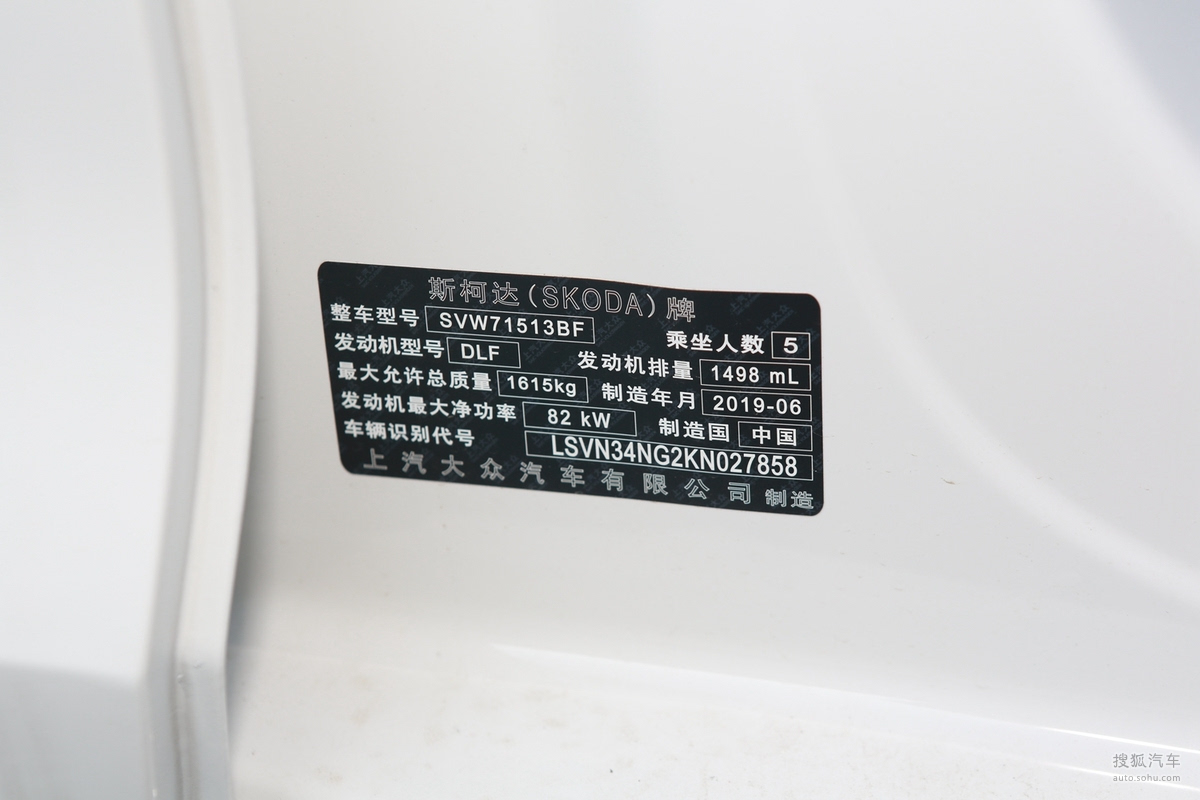 斯柯达(SKODA)牌
整车型号 SVW71513BF 乘坐人数 5
发动机型号 DLF 发动机排量 1498 mL
最大允许总质量 1615kg 制造年月 2019-06
发动机最大净功率 82 kW 制造国 中国
车辆识别代号 LSVN34NG2KN027858
上汽大众汽车有限公司 制造
搜狐汽车
auto.sohu.com